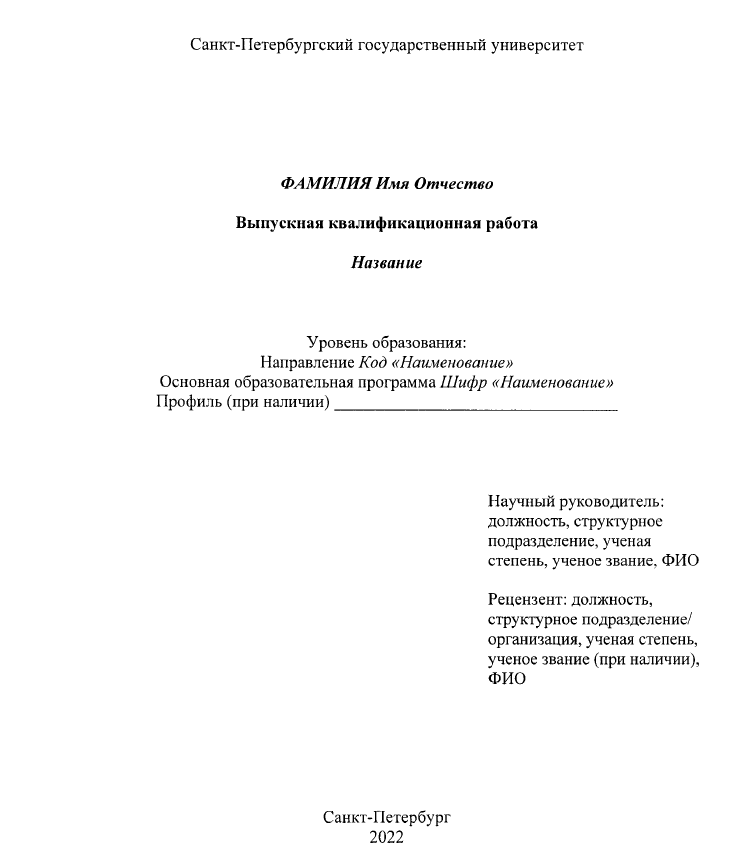 Санкт-Петербургский государственный университет
ФАМИЛИЯ Имя Отчество
Выпускная квалификационная работа
Название
Уровень образования:
Направление Код «Наименование»
Основная образовательная программа Шифр «Наименование»
Профиль (при наличии) ___________________________________
Научный руководитель:
должность, структурное
подразделение, ученая
степень, ученое звание, ФИО
Рецензент: должность,
структурное подразделение/
организация, ученая степень,
ученое звание (при наличии),
ФИО
Санкт-Петербург
2022